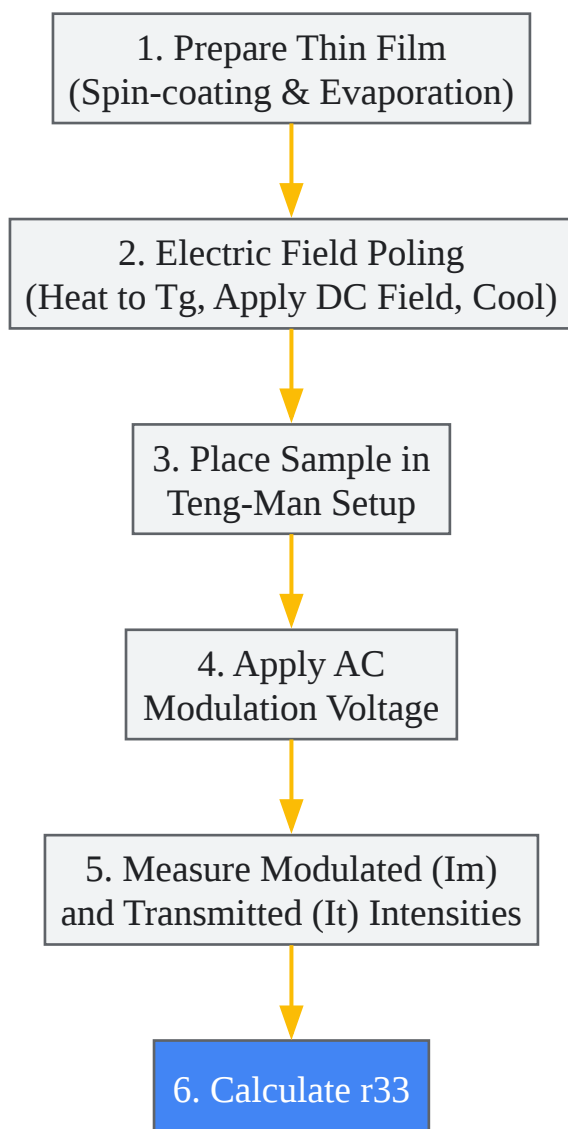 1. Prepare Thin Film
(Spin-coating & Evaporation)
2. Electric Field Poling
(Heat to Tg, Apply DC Field, Cool)
3. Place Sample in
Teng-Man Setup
4. Apply AC
Modulation Voltage
5. Measure Modulated (Im)
and Transmitted (It) Intensities
6. Calculate r33